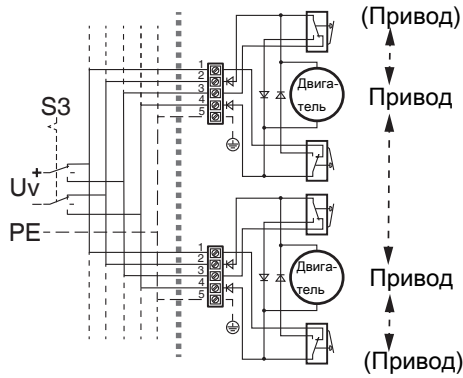 (Привод)
1
2
3
4
5
Двига-
тель
Привод
S3
+
Uv
-
PE
1
2
3
4
5
Двига-
тель
Привод
(Привод)